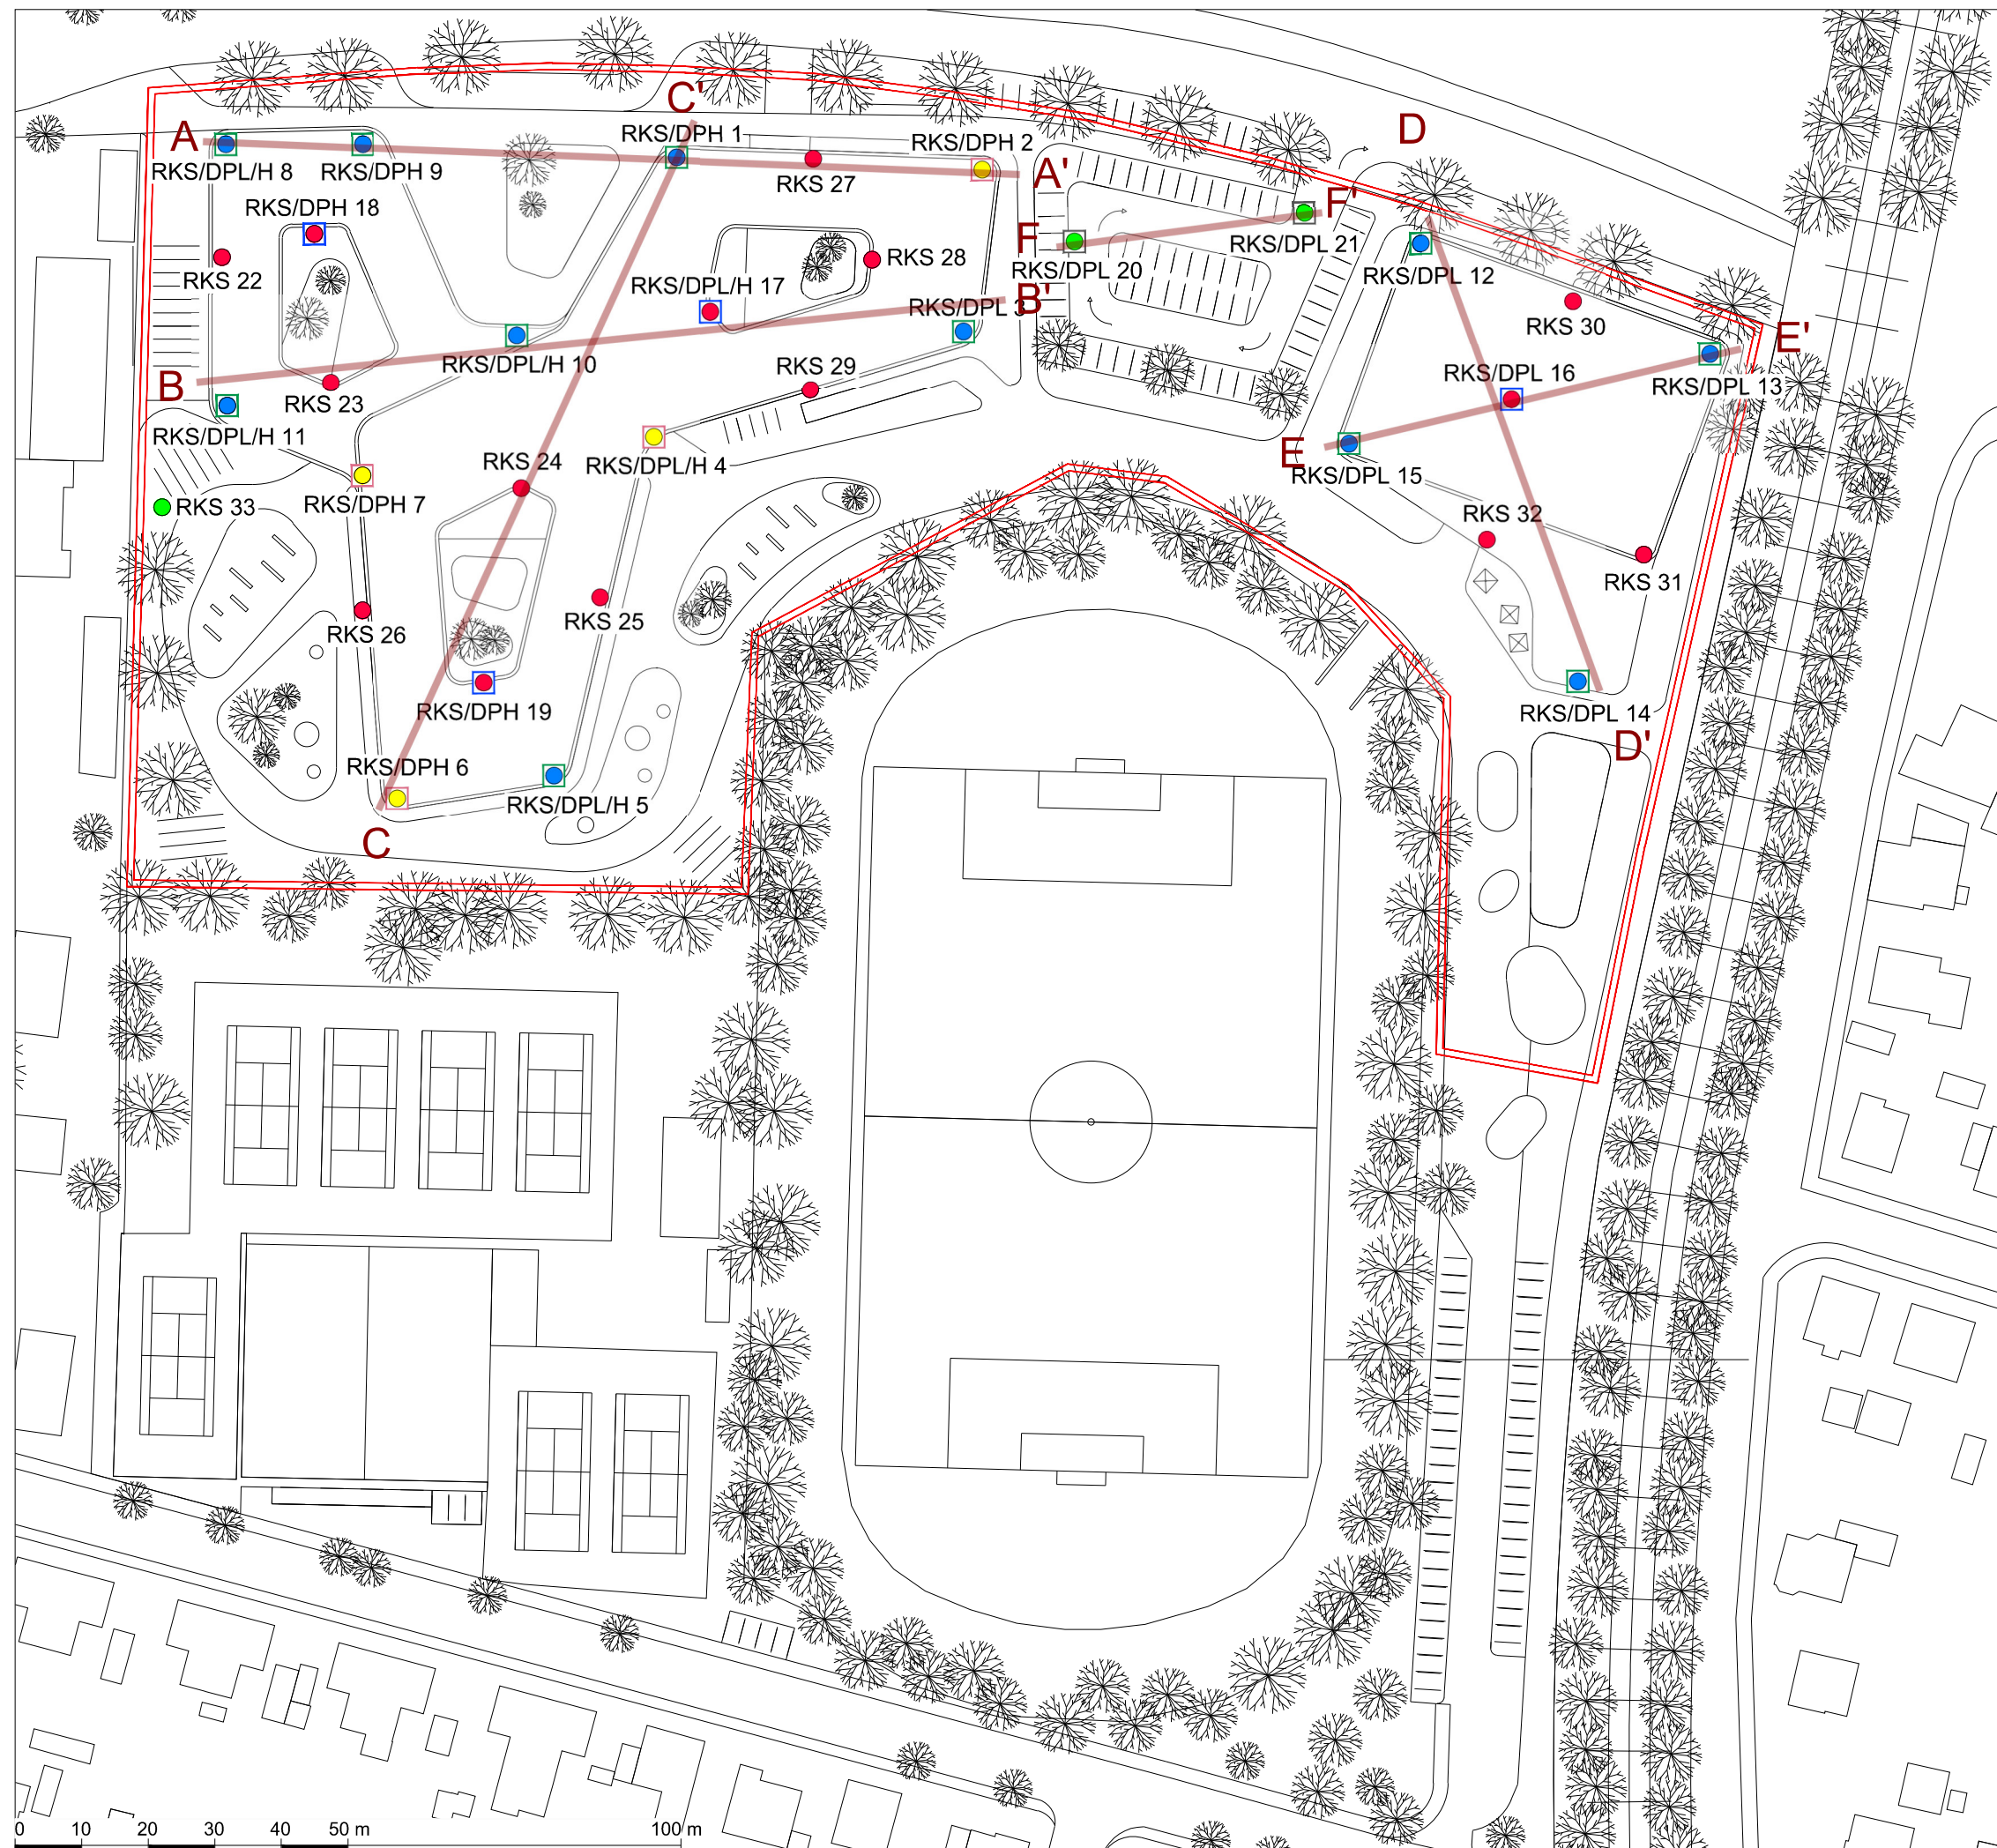 C'
D
A
RKS/DPH 1
RKS/DPH 2
RKS/DPL/H 8
RKS/DPH 9
RKS 27
A'
RKS/DPH 18
F'
F
RKS/DPL 21
RKS 22
RKS 28
RKS/DPL 20
RKS/DPL 12
RKS/DPL/H 17
B'
RKS/DPL 3
RKS 30
E'
RKS/DPL/H 10
RKS 29
RKS/DPL 16
RKS/DPL 13
B
RKS 23
RKS/DPL/H 11
E
RKS 24
RKS/DPL/H 4
RKS/DPL 15
RKS/DPH 7
RKS 33
RKS 32
RKS 31
RKS 25
RKS 26
RKS/DPH 19
RKS/DPL 14
D'
RKS/DPH 6
RKS/DPL/H 5
C
0 10 20 30 40 50 m 100 m